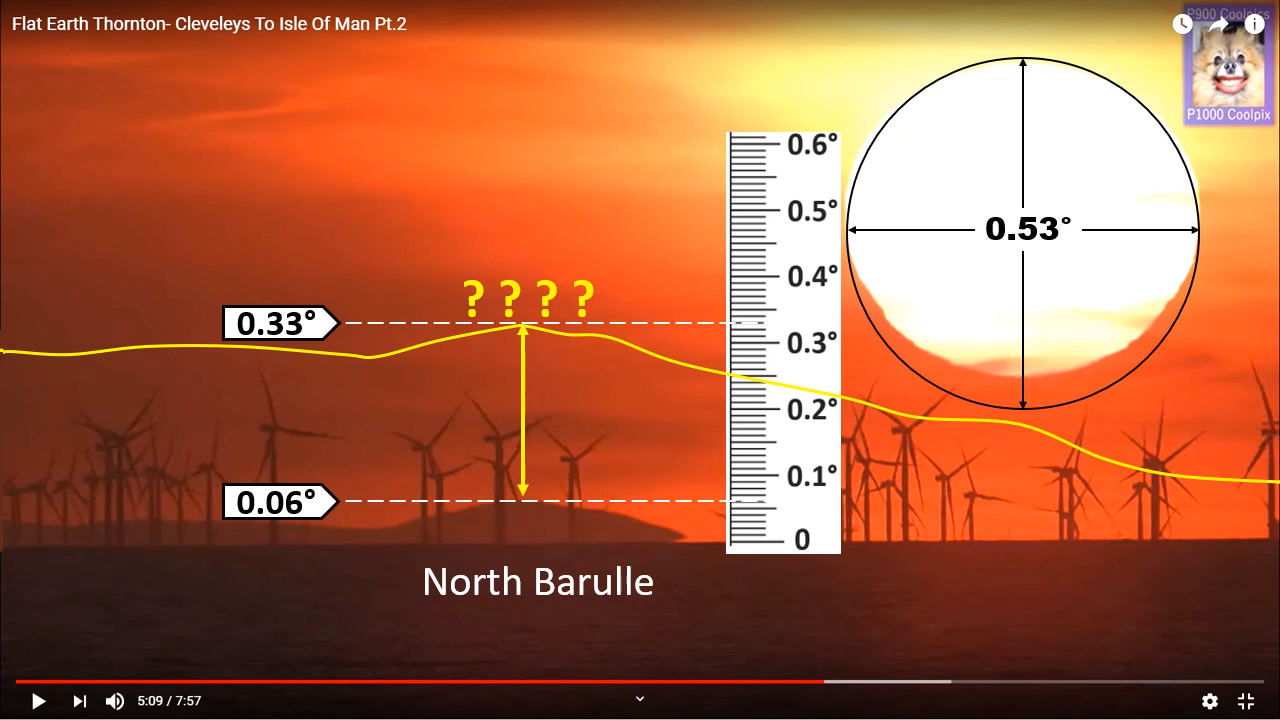 Flat Earth Thornton- Cleveleys To Isle Of Man Pt.2
P900 Coolpics
P1000 Coolpix
0.6°
0.5°
0.53°
0.4°
? ? ? ?
0.33°
0.3°
0.2°
0.1°
0.06°
0
North Barulle
5:09 / 7:57